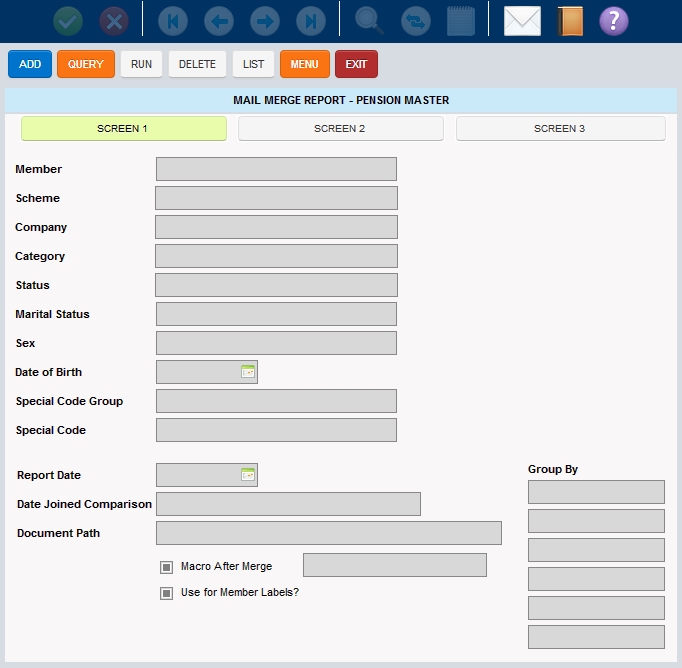 ?
ADD QUERY RUN DELETE LIST MENU EXIT
MAIL MERGE REPORT - PENSION MASTER
SCREEN 1 SCREEN 2 SCREEN 3
Member
Scheme
Company
Category
Status
Marital Status
Sex
Date of Birth
Special Code Group
Special Code
Report Date
Date Joined Comparison
Document Path
Macro After Merge
Use for Member Labels?
Group By